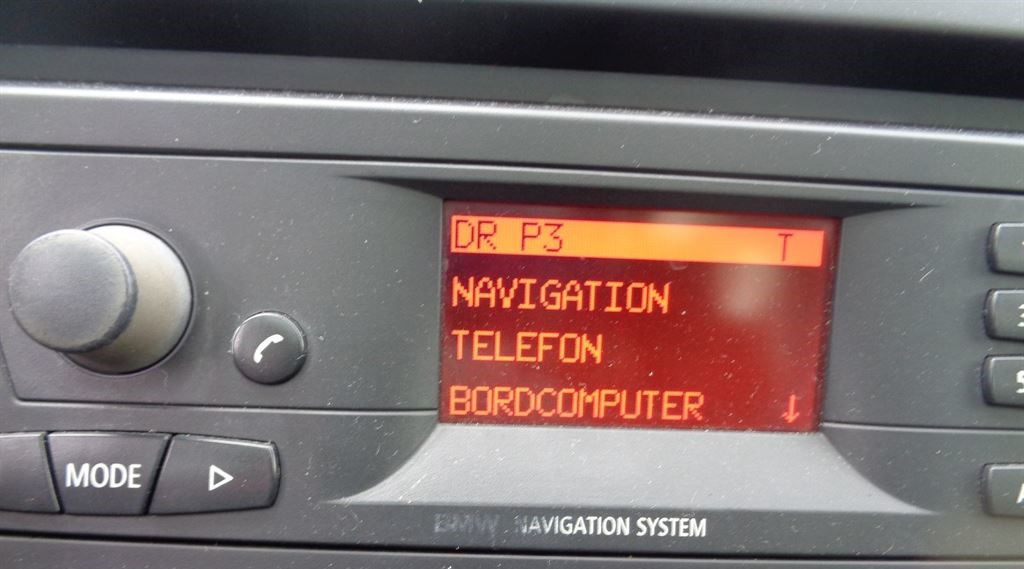 DR P3 T
NAVIGATION
TELEFON
BORDCOMPUTER ↓
MODE
BMW NAVIGATION SYSTEM